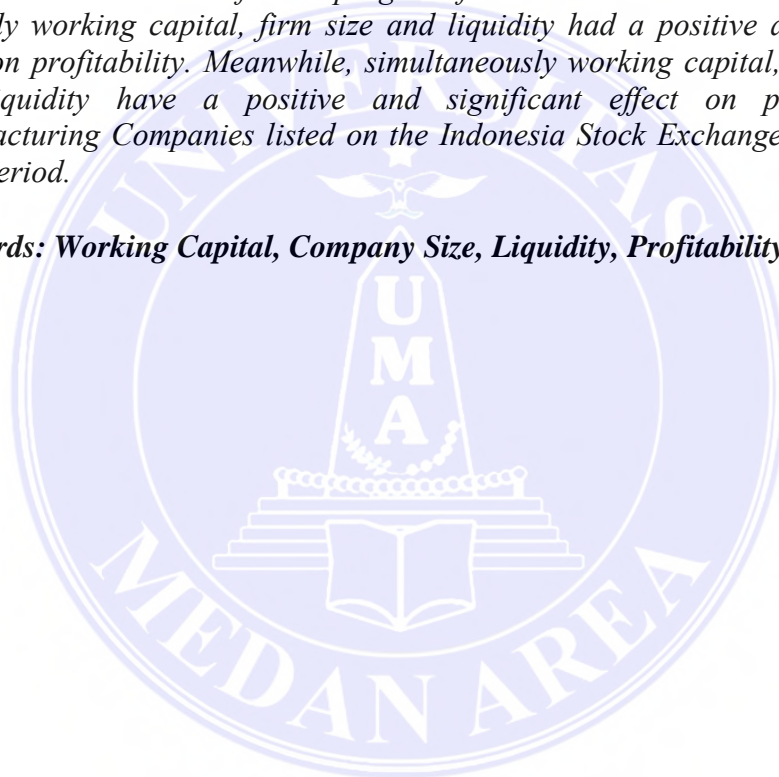 ly working capital, firm size and liquidity had a positive a
on profitability. Meanwhile, simultaneously working capital,
iquidity have a positive and significant effect on p
acturing Companies listed on the Indonesia Stock Exchange
eriod.
rds: Working Capital, Company Size, Liquidity, Profitability
UNIVERSITAS
UMA
MEDAN AREA